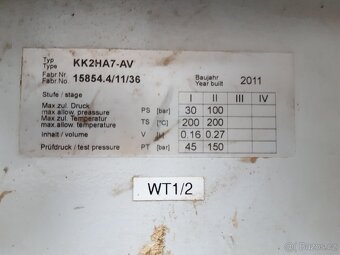 Typ
Type KK2HA7-AV
Fabr Nr.
Fabr No. 15854.4/11/36 Baujahr
Year built 2011
Stufe / stage I II III IV
Max zul. Druck
max allow. preassure PS [bar] 30 100
Max zul. Temperatur
max.allow. temperature TS [°C] 200 200
Inhalt / volume V [L] 0.16 0.27
Prüfdruck / test pressure PT [bar] 45 150
WT1/2